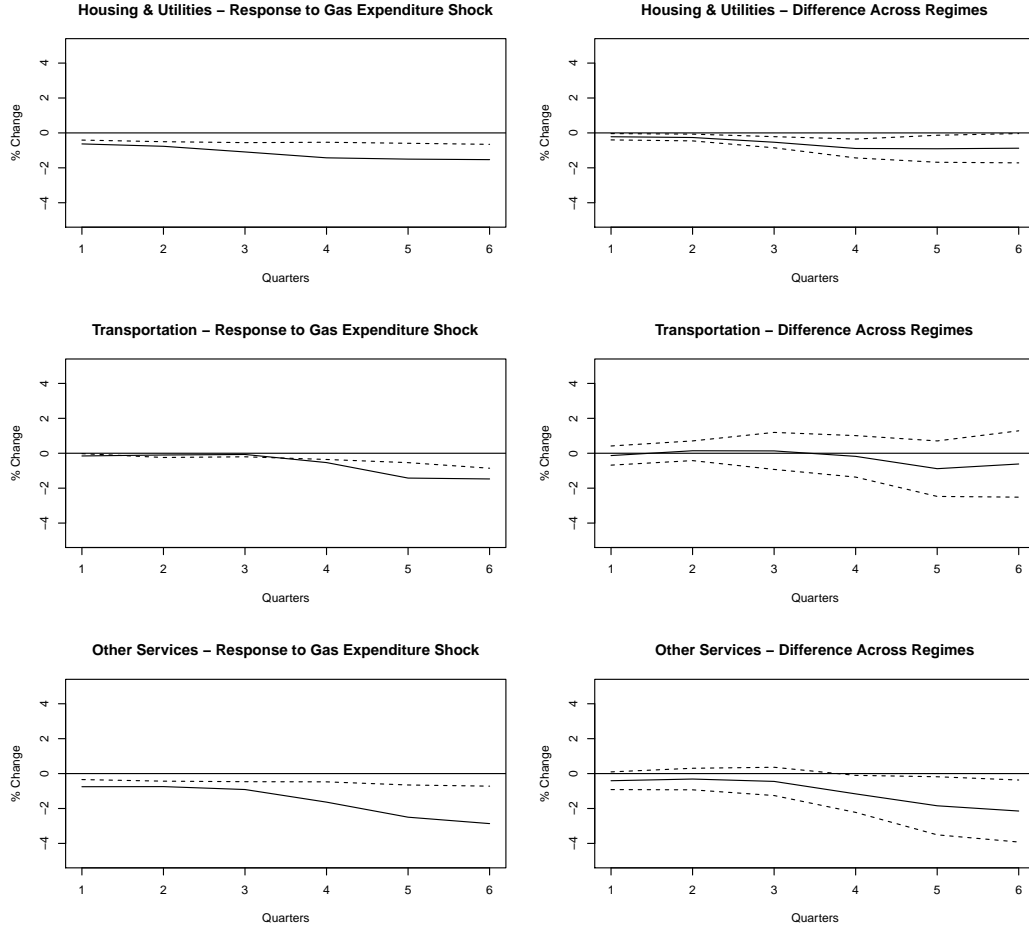 Housing & Utilities – Response to Gas Expenditure Shock
% Change
4
2
0
−2
−4
1 2 3 4 5 6
Quarters
Housing & Utilities – Difference Across Regimes
% Change
4
2
0
−2
−4
1 2 3 4 5 6
Quarters
Transportation – Response to Gas Expenditure Shock
% Change
4
2
0
−2
−4
1 2 3 4 5 6
Quarters
Transportation – Difference Across Regimes
% Change
4
2
0
−2
−4
1 2 3 4 5 6
Quarters
Other Services – Response to Gas Expenditure Shock
% Change
4
2
0
−2
−4
1 2 3 4 5 6
Quarters
Other Services – Difference Across Regimes
% Change
4
2
0
−2
−4
1 2 3 4 5 6
Quarters